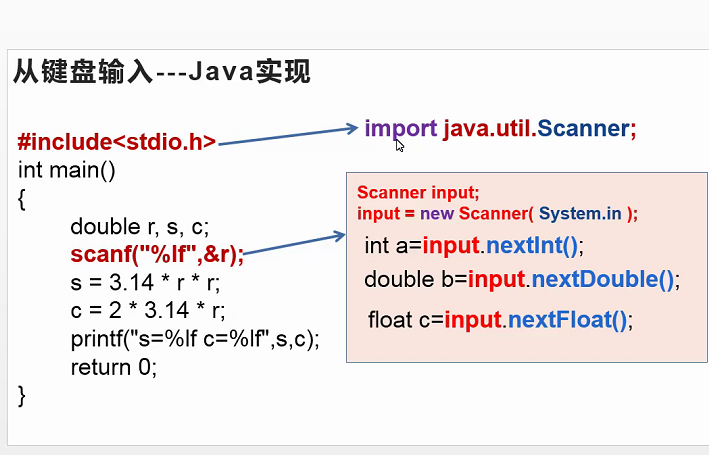 从键盘输入---Java实现
#include<stdio.h>
int main()
{
double r, s, c;
scanf("%lf",&r);
s = 3.14 * r * r;
c = 2 * 3.14 * r;
printf("s=%lf c=%lf",s,c);
return 0;
}
import java.util.Scanner;
Scanner input;
input = new Scanner( System.in );
int a=input.nextInt();
double b=input.nextDouble();
float c=input.nextFloat();